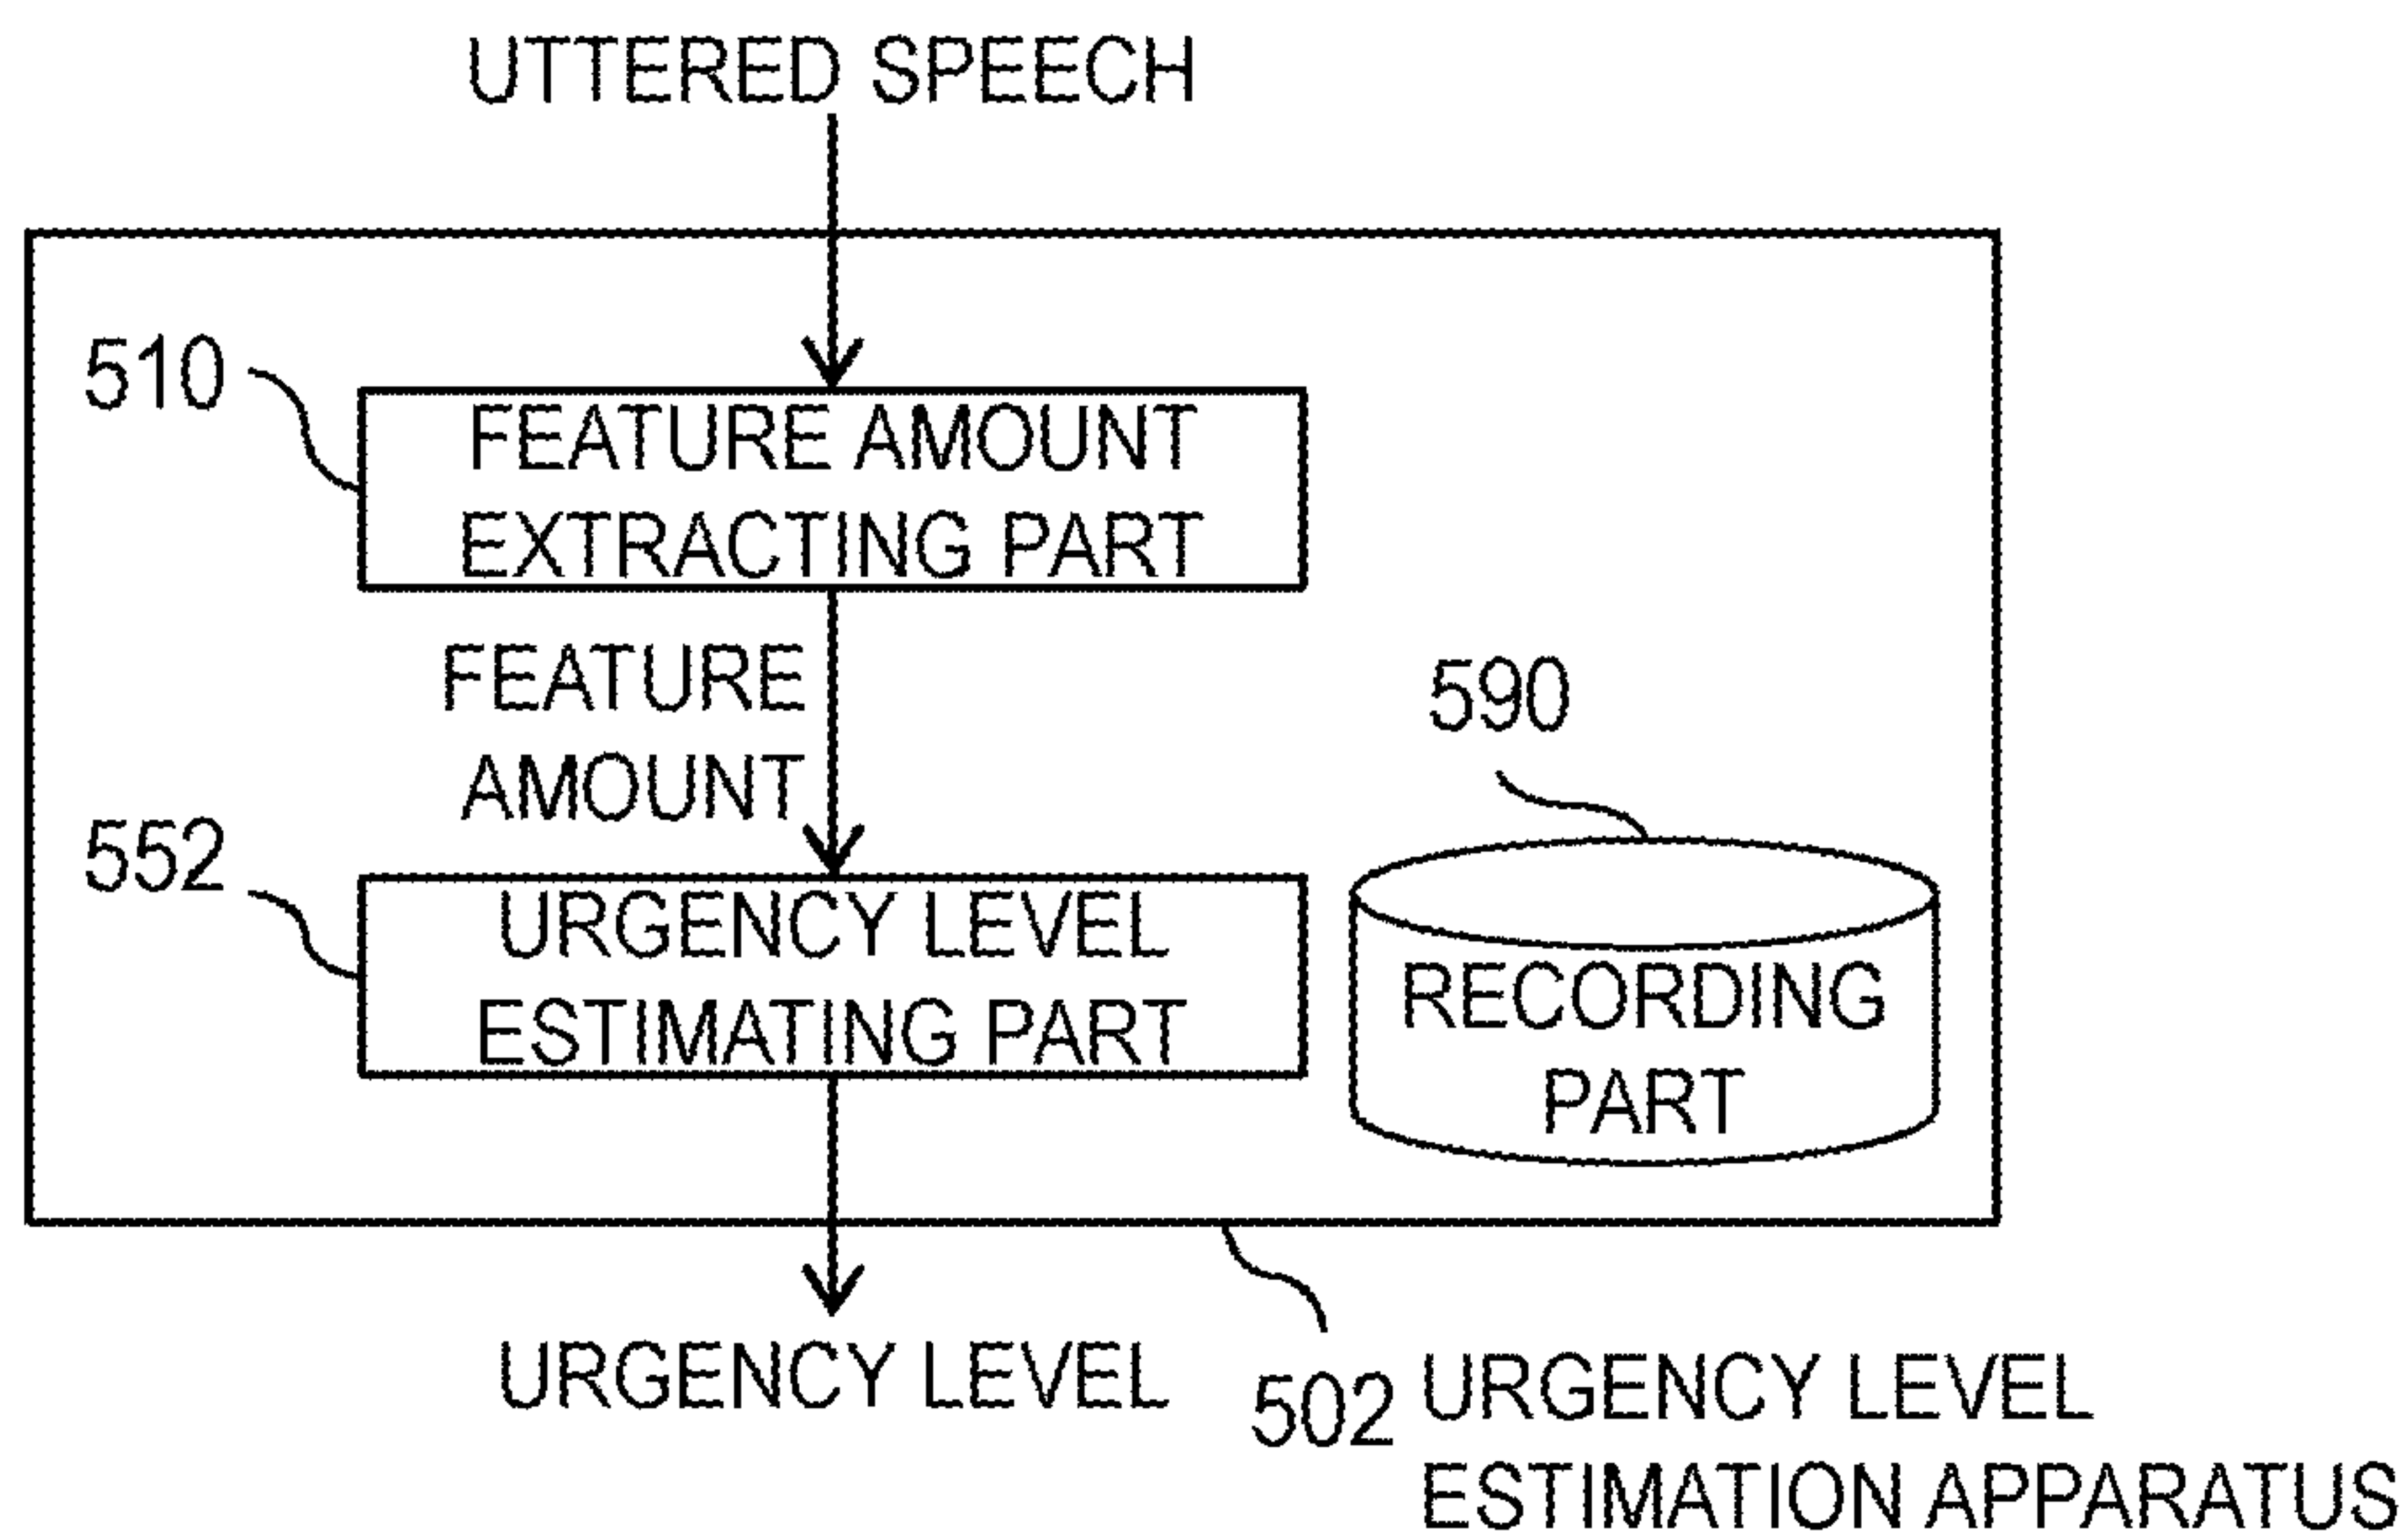 UTTERED SPEECH
510
FEATURE AMOUNT
EXTRACTING PART
FEATURE
AMOUNT
590
552
URGENCY LEVEL
ESTIMATING PART
RECORDING
PART
URGENCY LEVEL
502 URGENCY LEVEL
ESTIMATION APPARATUS